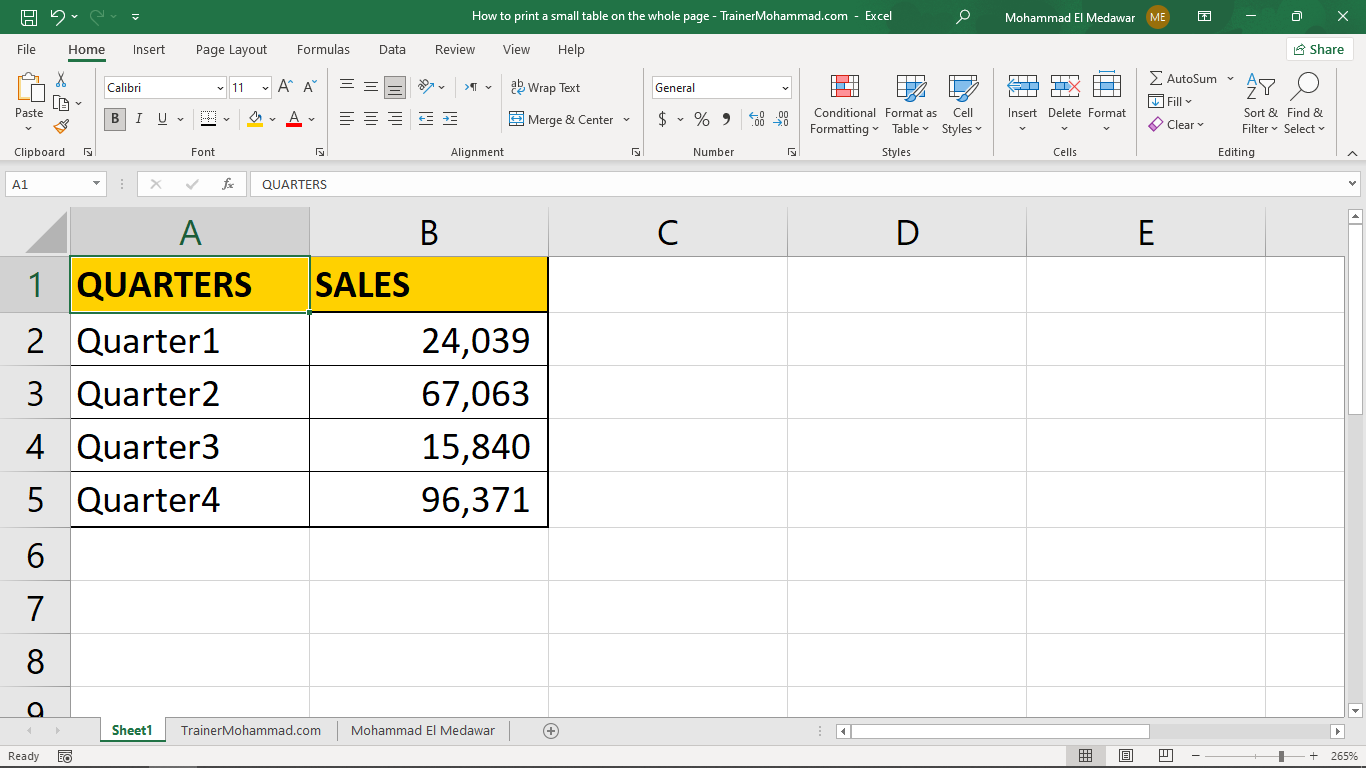 How to print a small table on the whole page - TrainerMohammad.com - Excel
Mohammad El Medawar ME
File Home Insert Page Layout Formulas Data Review View Help Share
Calibri 11 General
Paste
B I U A
ab Wrap Text
Merge & Center
$ % 9 .00 .00
Conditional Formatting
Format as Table
Cell Styles
Insert Delete Format
AutoSum
Fill
Clear
Sort & Filter
Find & Select
Clipboard Font Alignment Number Styles Cells Editing
A1 fx QUARTERS
A B C D E
1 QUARTERS SALES
2 Quarter1 24,039
3 Quarter2 67,063
4 Quarter3 15,840
5 Quarter4 96,371
6
7
8
9
Sheet1 TrainerMohammad.com Mohammad El Medawar
Ready 265%